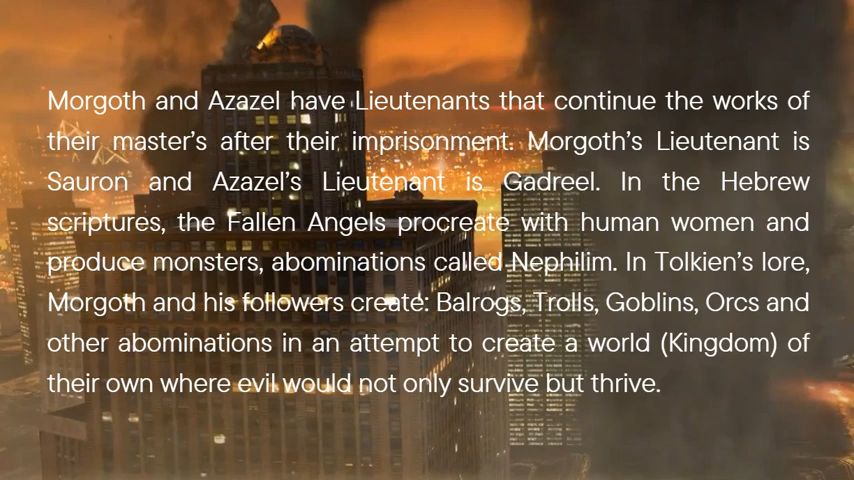 Morgoth and Azazel have Lieutenants that continue the works of
their master’s after their imprisonment. Morgoth’s Lieutenant is
Sauron and Azazel’s Lieutenant is Gadreel. In the Hebrew
scriptures, the Fallen Angels procreate with human women and
produce monsters, abominations called Nephilim. In Tolkien’s lore,
Morgoth and his followers create: Balrogs, Trolls, Goblins, Orcs and
other abominations in an attempt to create a world (Kingdom) of
their own where evil would not only survive but thrive.